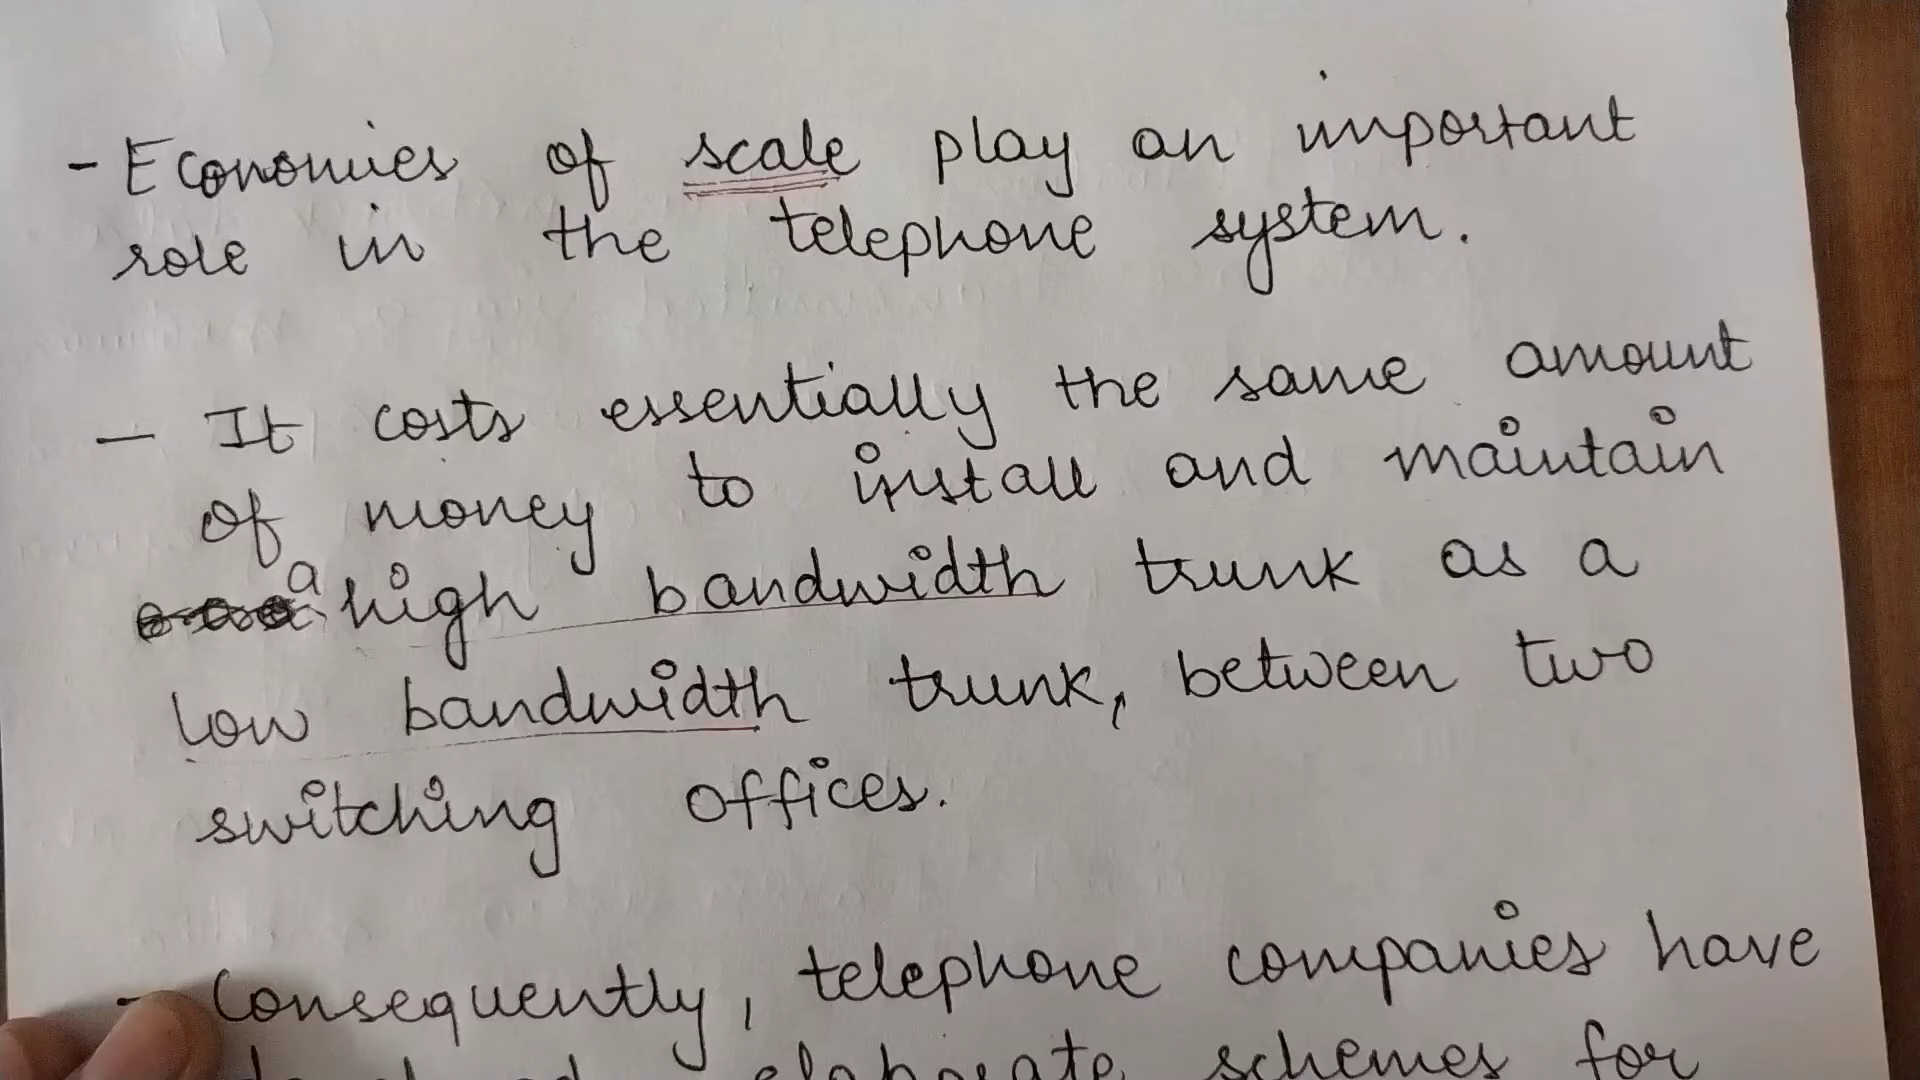 - Economies of scale play an important
role in the telephone system.
- It costs essentially the same amount
of money to install and maintain
a high bandwidth trunk as a
low bandwidth trunk, between two
switching offices.
- Consequently, telephone companies have
elaborate schemes for